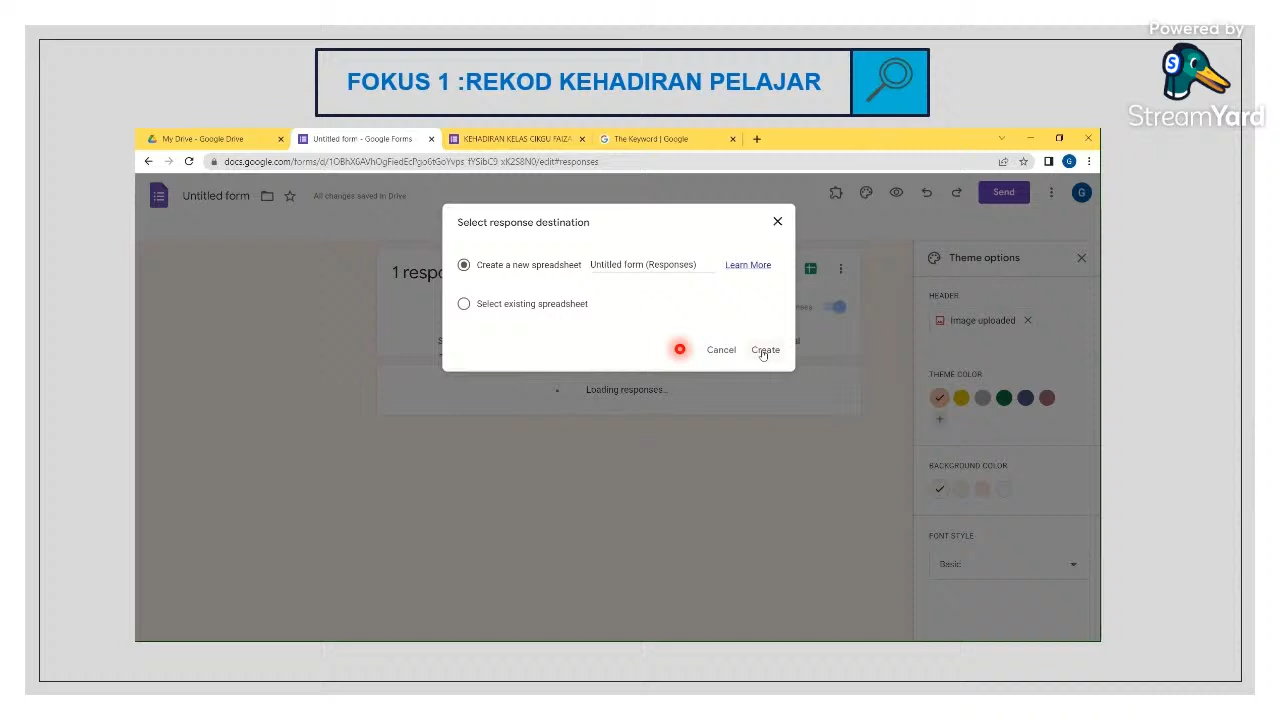 Powered by
StreamYard
FOKUS 1 :REKOD KEHADIRAN PELAJAR
My Drive - Google Drive
Untitled form - Google Forms
KEHADIRAN KELAS CIKGU FAIZA
The Keyword | Google
Untitled form
All changes saved in Drive
Send
G
Select response destination
Create a new spreadsheet Untitled form (Responses) Learn More
Select existing spreadsheet
Cancel Create
1 respo
Loading responses...
Theme options
HEADER
Image uploaded
THEME COLOR
BACKGROUND COLOR
FONT STYLE
Basic